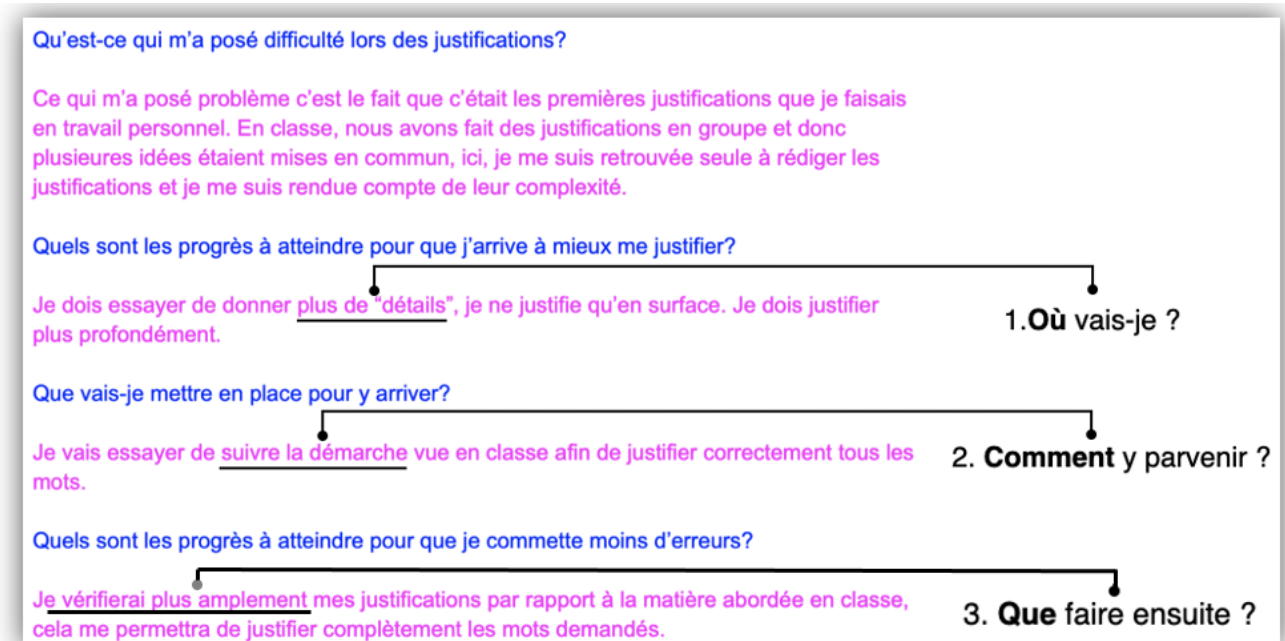 Qu’est-ce qui m’a posé difficulté lors des justifications?
Ce qui m’a posé problème c’est le fait que c’était les premières justifications que je faisais
en travail personnel. En classe, nous avons fait des justifications en groupe et donc
plusieures idées étaient mises en commun, ici, je me suis retrouvée seule à rédiger les
justifications et je me suis rendue compte de leur complexité.
Quels sont les progrès à atteindre pour que j’arrive à mieux me justifier?
Je dois essayer de donner plus de “détails”, je ne justifie qu’en surface. Je dois justifier
plus profondément.
1.Où vais-je ?
Que vais-je mettre en place pour y arriver?
Je vais essayer de suivre la démarche vue en classe afin de justifier correctement tous les
mots.
2. Comment y parvenir ?
Quels sont les progrès à atteindre pour que je commette moins d’erreurs?
Je vérifierai plus amplement mes justifications par rapport à la matière abordée en classe,
cela me permettra de justifier complètement les mots demandés.
3. Que faire ensuite ?